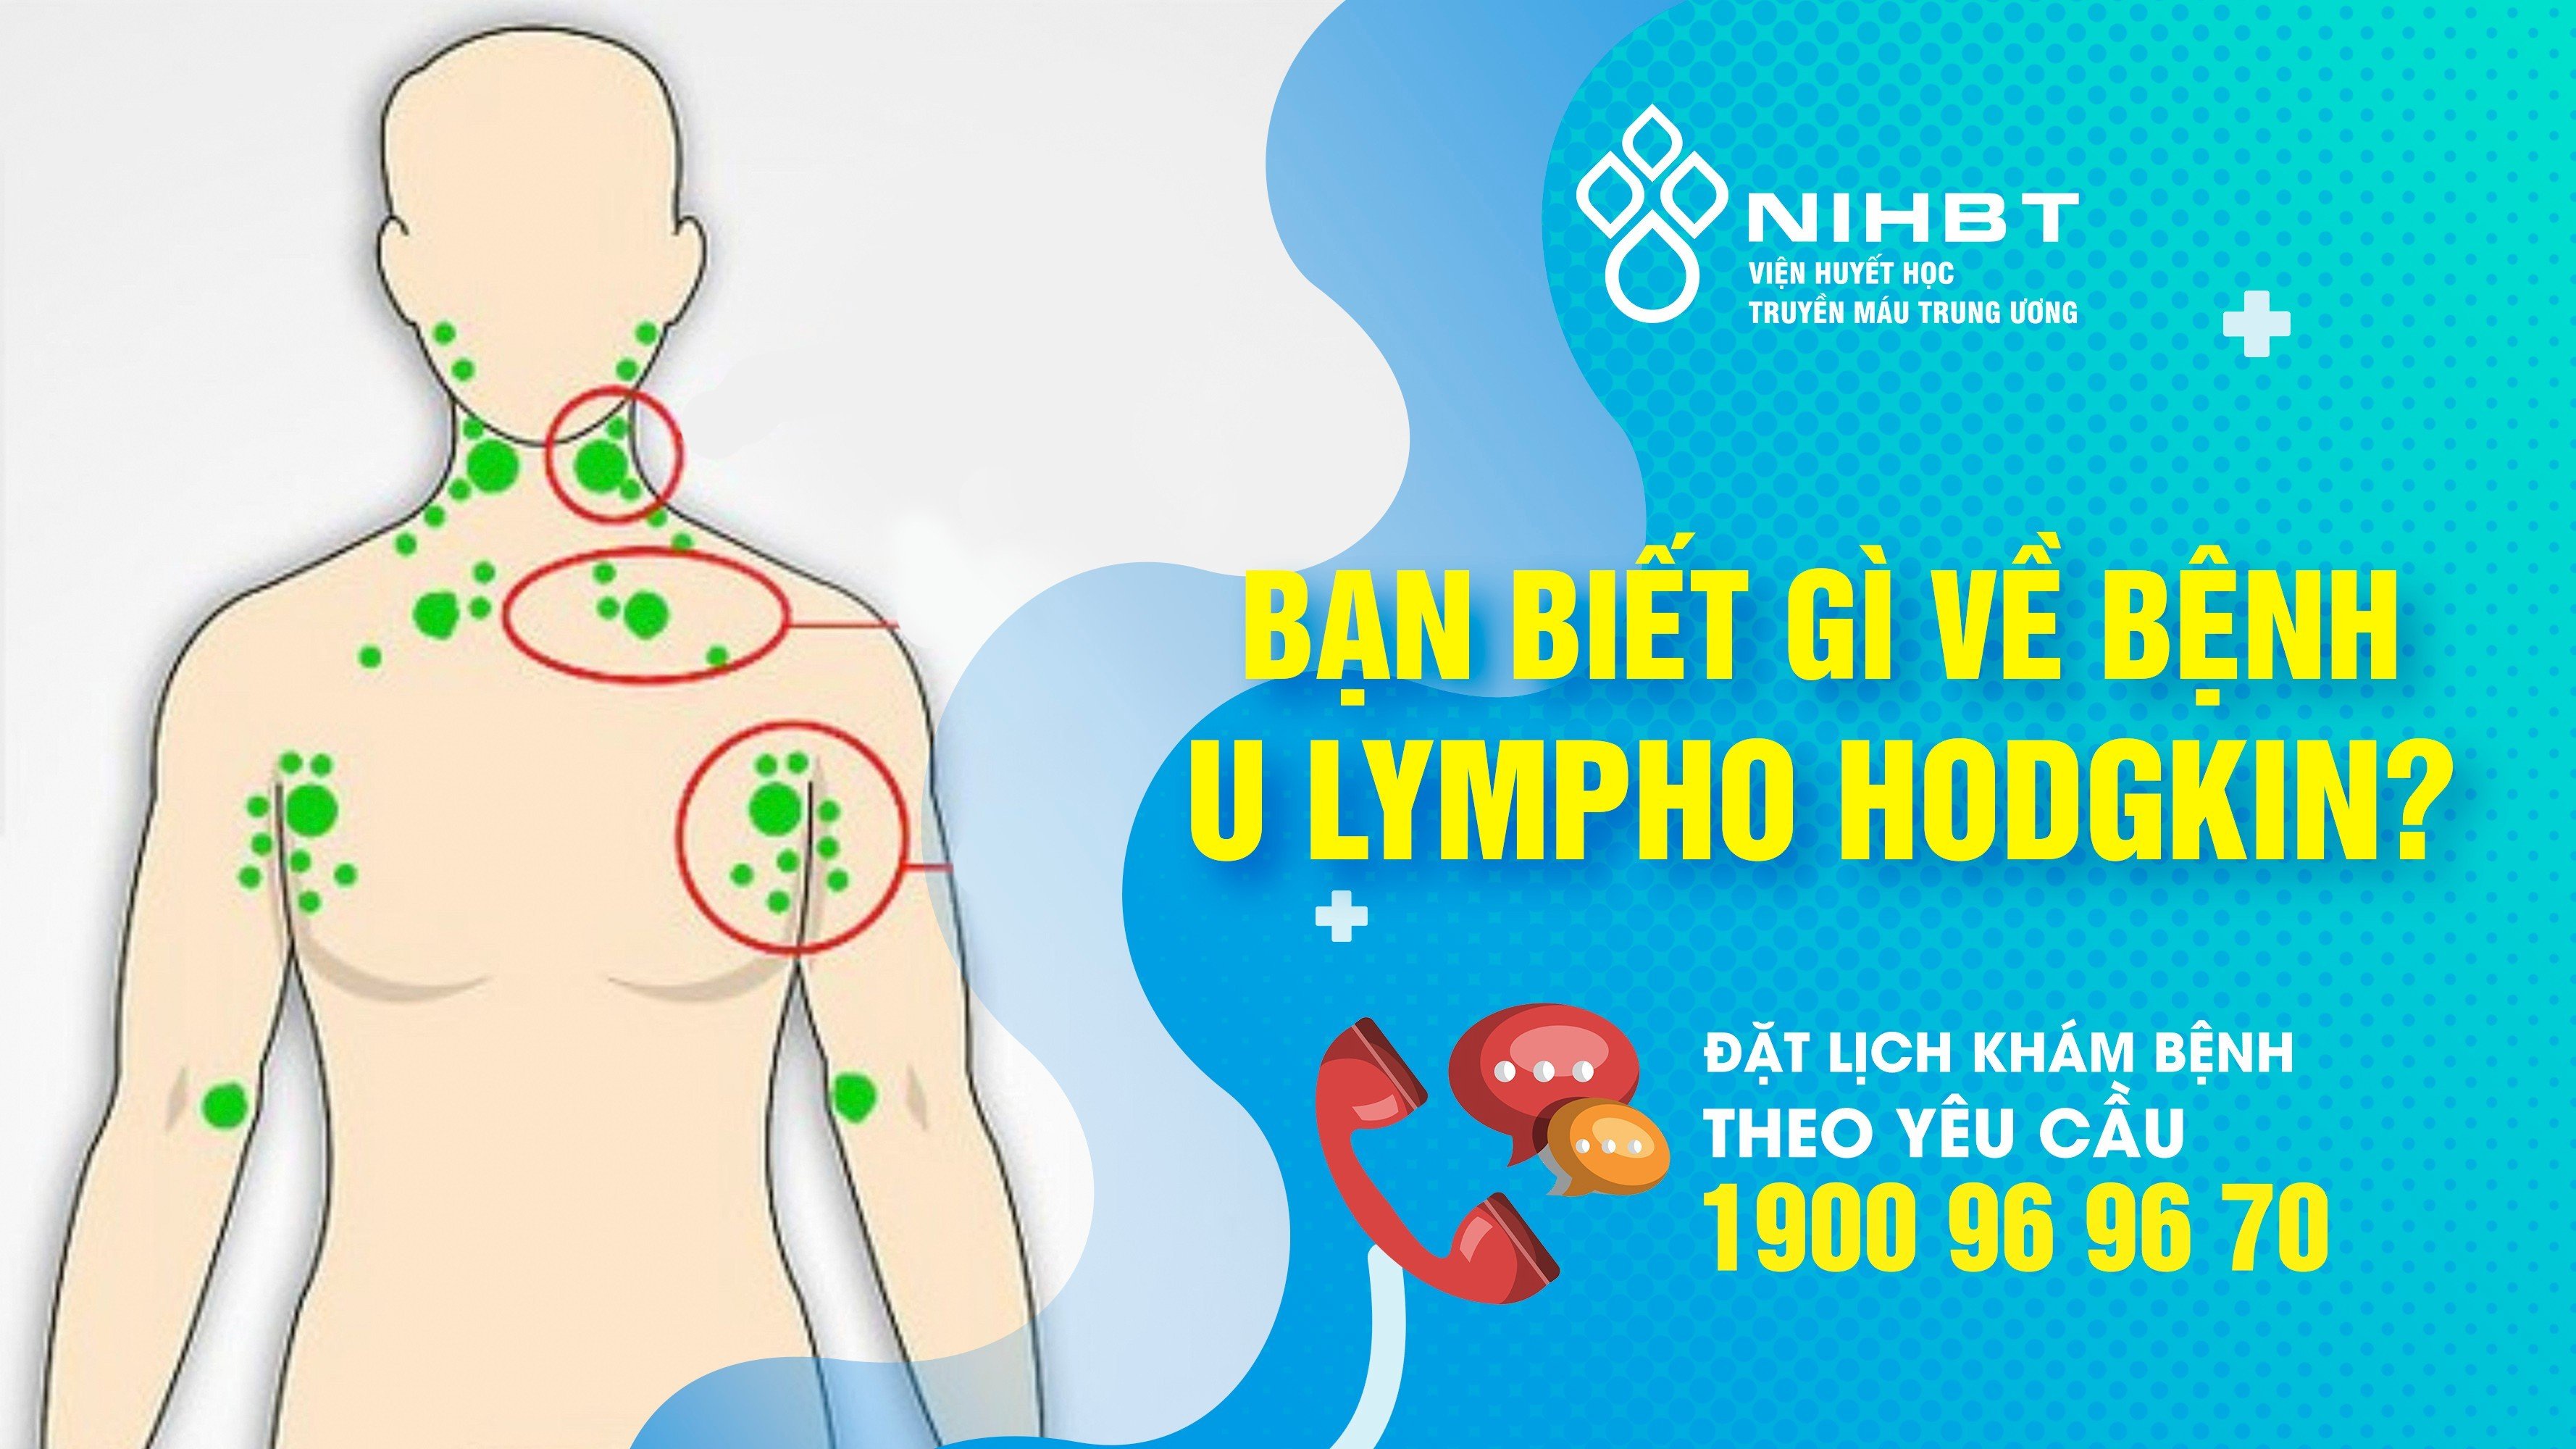 NIHBT
VIỆN HUYẾT HỌC
TRUYỀN MÁU TRUNG ƯƠNG
BẠN BIẾT GÌ VỀ BỆNH
U LYMPHO HODGKIN?
ĐẶT LỊCH KHÁM BỆNH
THEO YÊU CẦU
1900 96 96 70